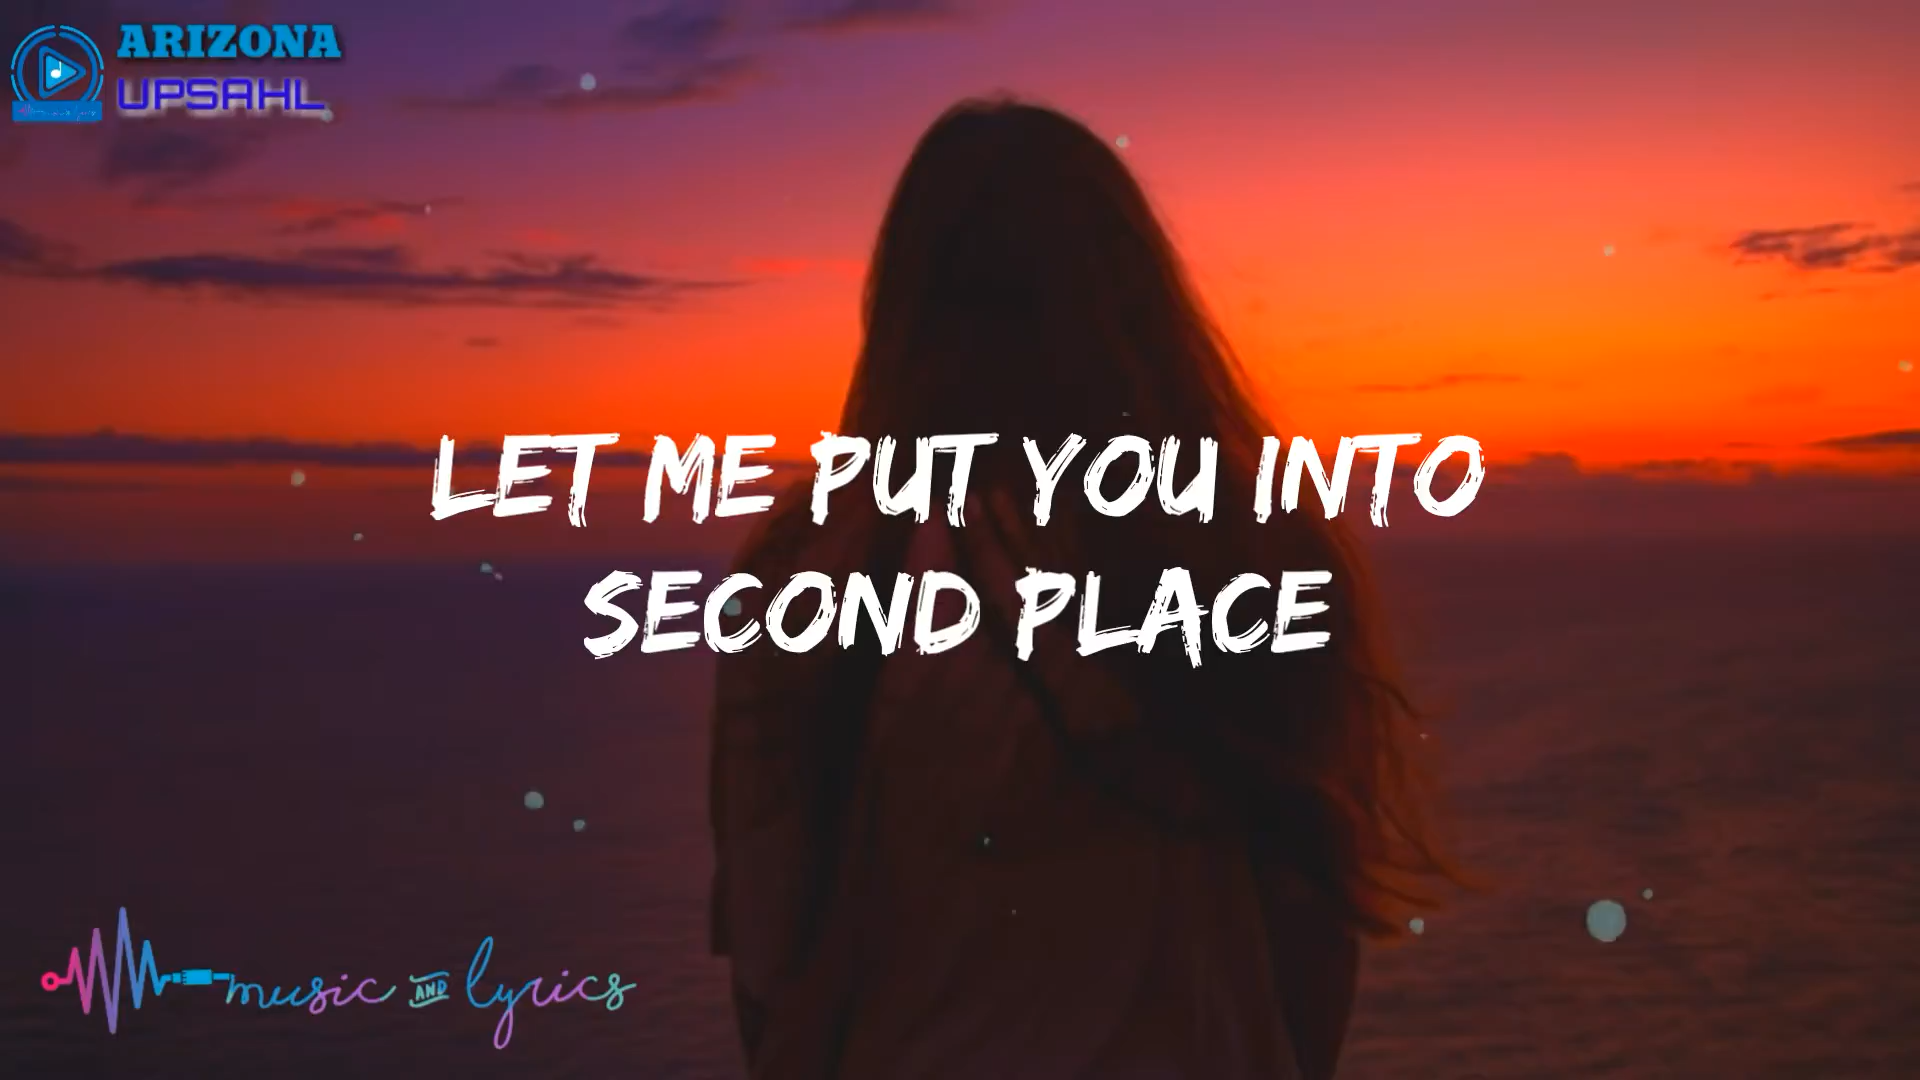 ARIZONA
UPSAHL
LET ME PUT YOU INTO
SECOND PLACE
music AND lyrics